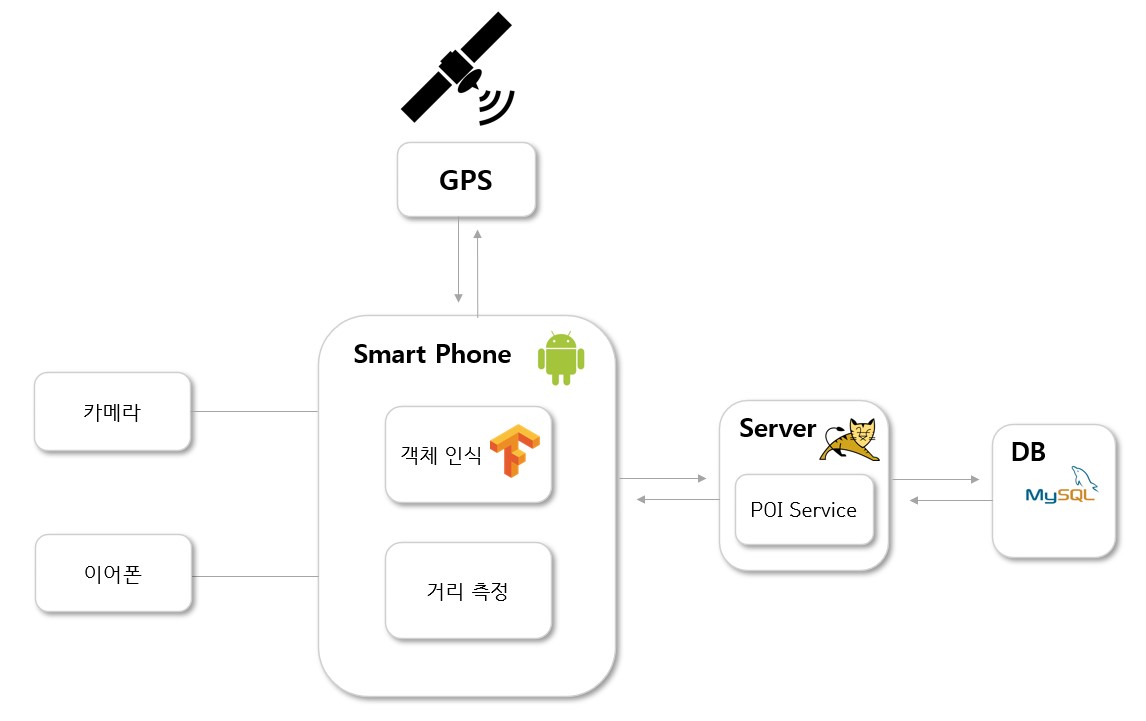 GPS
Smart Phone
카메라
객체 인식
Server
DB
MySQL
POI Service
이어폰
거리 측정